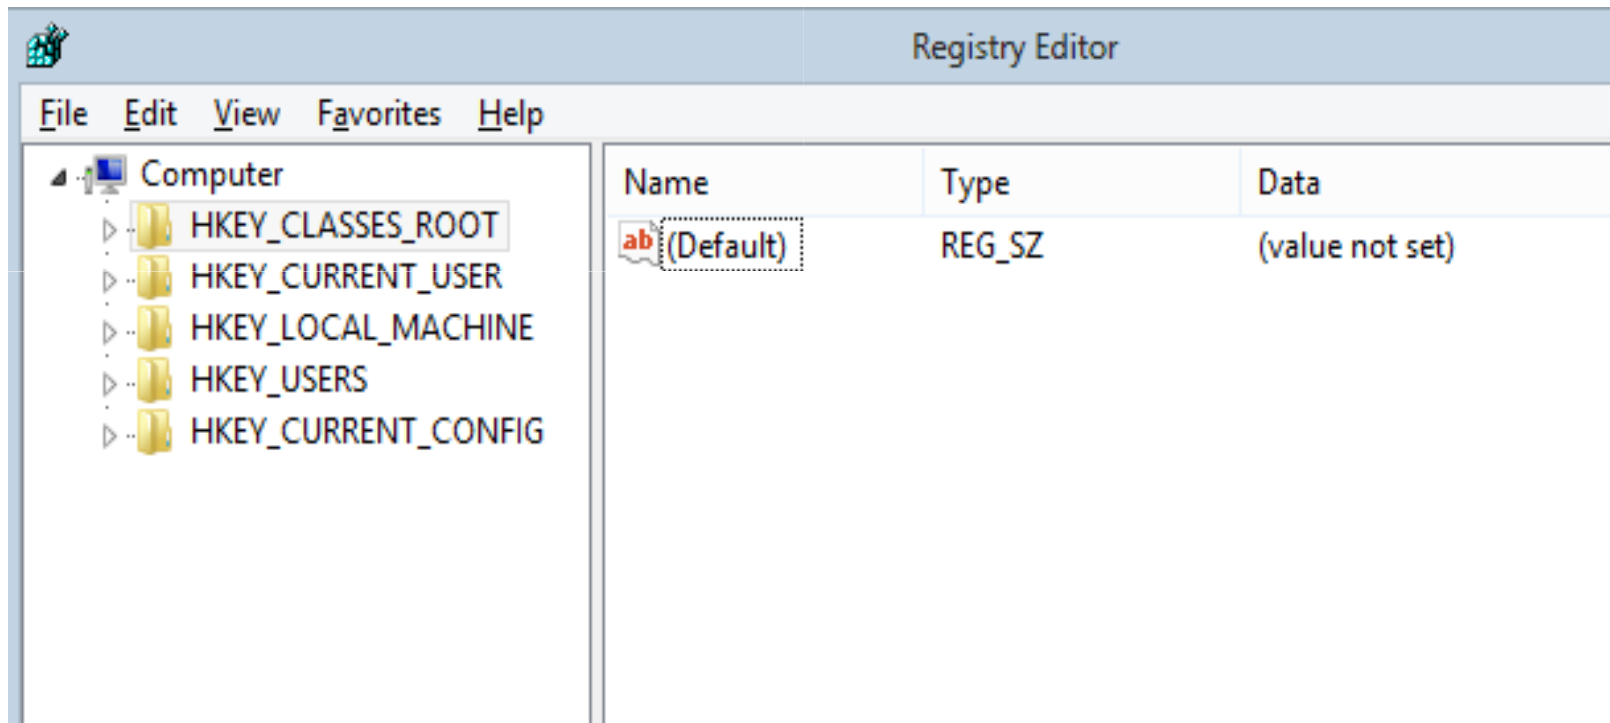 Registry Editor
File Edit View Favorites Help
Computer
HKEY_CLASSES_ROOT
HKEY_CURRENT_USER
HKEY_LOCAL_MACHINE
HKEY_USERS
HKEY_CURRENT_CONFIG
Name Type Data
ab (Default) REG_SZ (value not set)